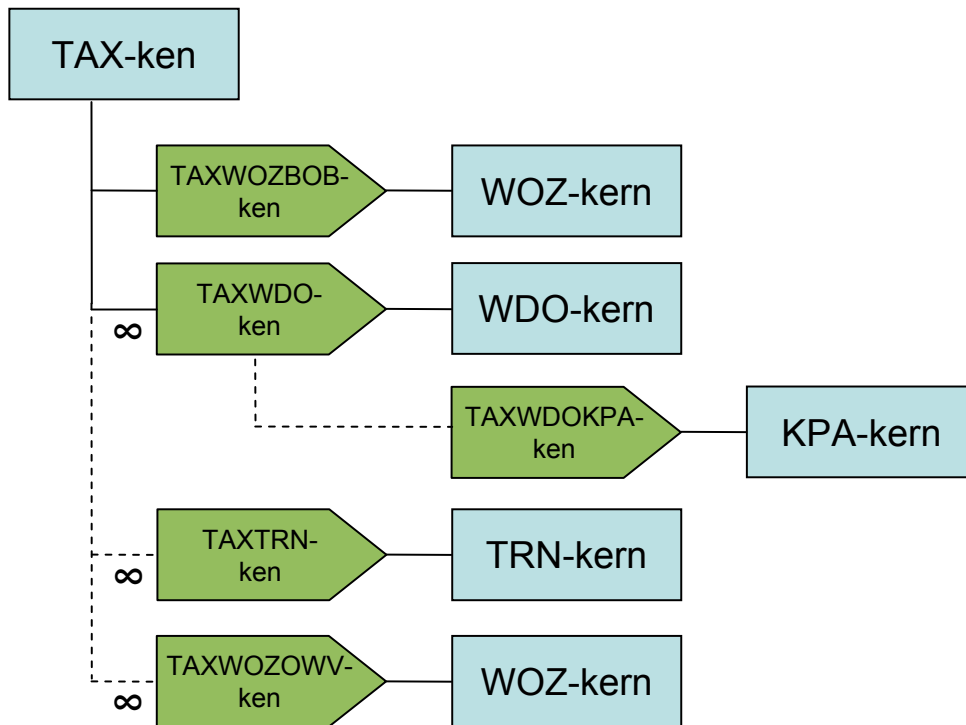 TAX-ken
TAXWOZBOB-
ken
WOZ-kern
TAXWDO-
ken
WDO-kern
∞
TAXWDOKPA-
ken
KPA-kern
TAXTRN-
ken
TRN-kern
∞
TAXWOZOWV-
ken
WOZ-kern
∞